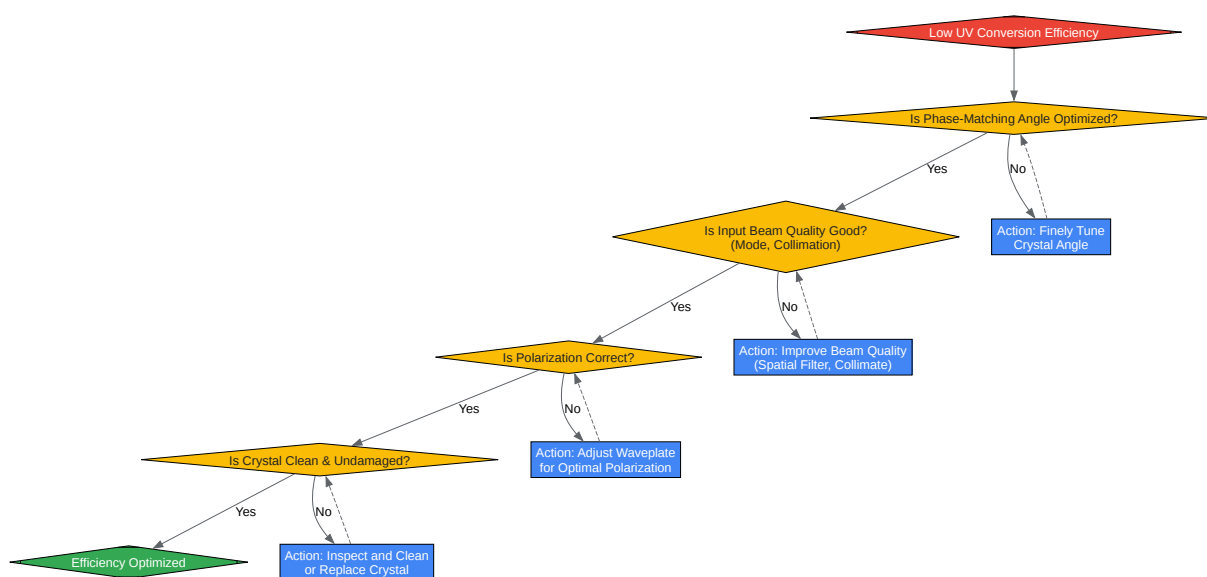 Low UV Conversion Efficiency
Is Phase-Matching Angle Optimized?
Yes
No
Action: Finely Tune
Crystal Angle
Is Input Beam Quality Good?
(Mode, Collimation)
Yes
No
Action: Improve Beam Quality
(Spatial Filter, Collimate)
Is Polarization Correct?
Yes
No
Action: Adjust Waveplate
for Optimal Polarization
Is Crystal Clean & Undamaged?
Yes
No
Action: Inspect and Clean
or Replace Crystal
Efficiency Optimized